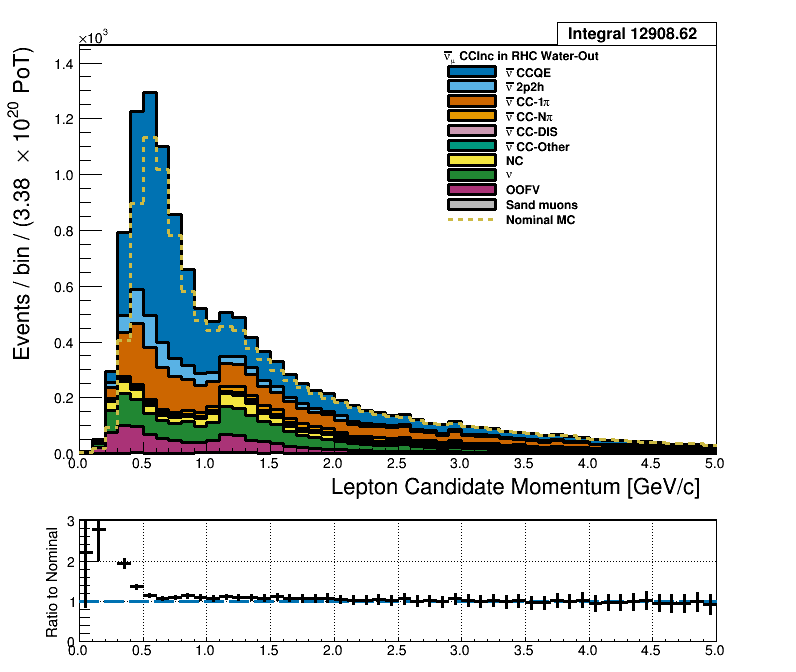 Integral 12908.62
×10³
ν̅μ CCInc in RHC Water-Out
ν̅ CCQE
ν̅ 2p2h
ν̅ CC-1π
ν̅ CC-Nπ
ν̅ CC-DIS
ν̅ CC-Other
NC
ν
OOFV
Sand muons
Nominal MC
Events / bin / (3.38 × 10²⁰ PoT)
1.4
1.2
1.0
0.8
0.6
0.4
0.2
0.0
0.0 0.5 1.0 1.5 2.0 2.5 3.0 3.5 4.0 4.5 5.0
Lepton Candidate Momentum [GeV/c]
Ratio to Nominal
3
2
1
0
0.0 0.5 1.0 1.5 2.0 2.5 3.0 3.5 4.0 4.5 5.0